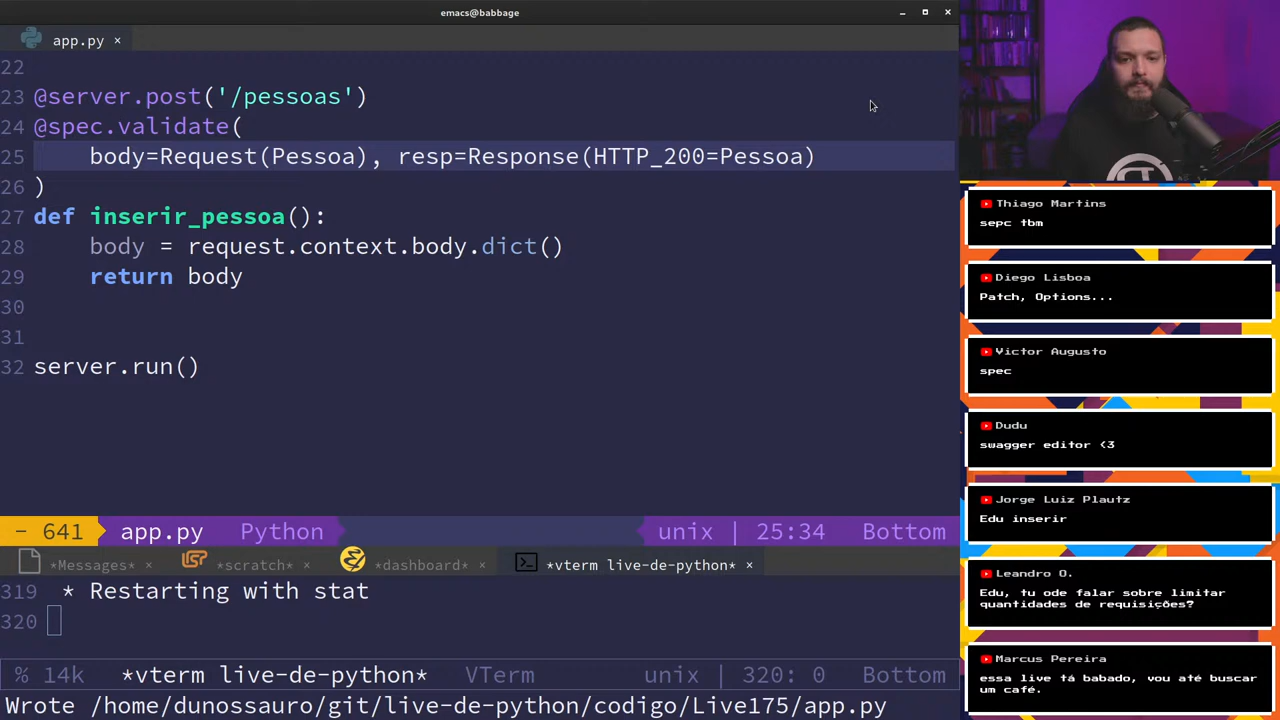 emacs@babbage
app.py ×
22
23 @server.post('/pessoas')
24 @spec.validate(
25     body=Request(Pessoa), resp=Response(HTTP_200=Pessoa)
26 )
27 def inserir_pessoa():
28     body = request.context.body.dict()
29     return body
30
31
32 server.run()
- 641 app.py Python unix | 25:34 Bottom
*Messages* × *scratch* × *dashboard* × *vterm live-de-python* ×
319 * Restarting with stat
320
% 14k *vterm live-de-python* VTerm unix | 320: 0 Bottom
Wrote /home/dunossauro/git/live-de-python/codigo/Live175/app.py
Thiago Martins
sepc tbm
Diego Lisboa
Patch, Options...
Victor Augusto
spec
Dudu
swagger editor <3
Jorge Luiz Plautz
Edu inserir
Leandro O.
Edu, tu ode falar sobre limitar
quantidades de requisições?
Marcus Pereira
essa live tá babado, vou até buscar
um café.